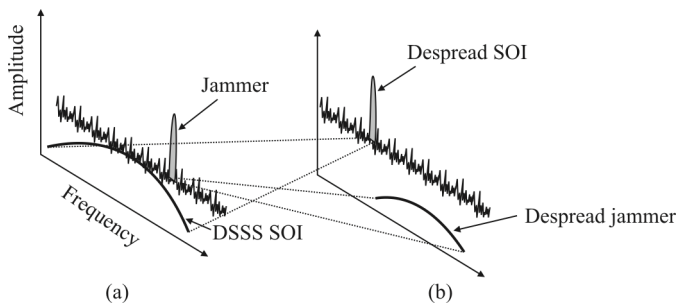 Amplitude
Jammer
Despread SOI
Frequency
DSSS SOI
Despread jammer
(a)
(b)